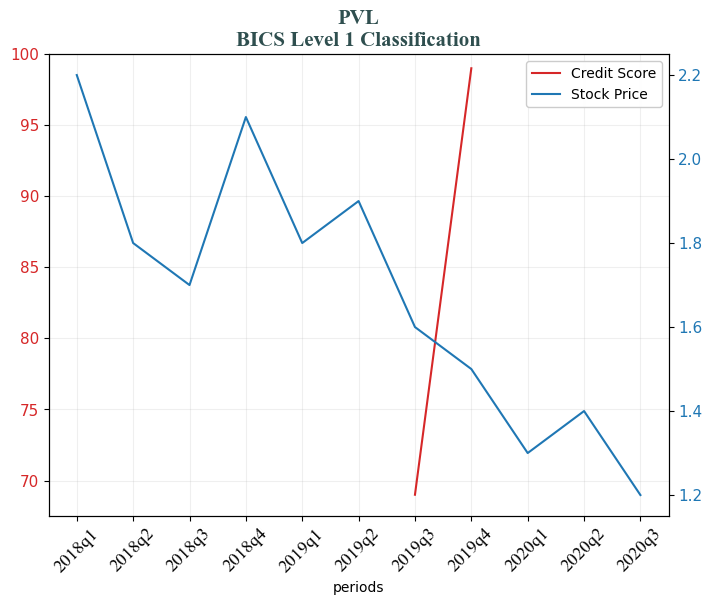 PVL
BICS Level 1 Classification
100
95
90
85
80
75
70
Credit Score
Stock Price
2.2
2.0
1.8
1.6
1.4
1.2
2018q1
2018q2
2018q3
2018q4
2019q1
2019q2
2019q3
2019q4
2020q1
2020q2
2020q3
periods